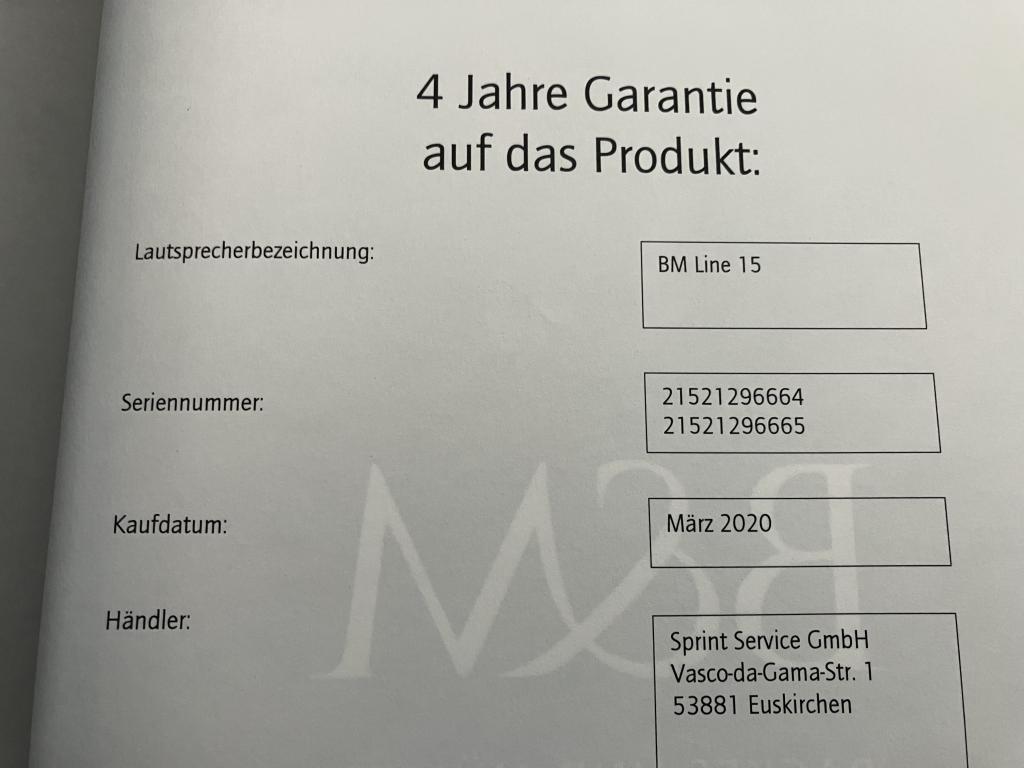 4 Jahre Garantie
auf das Produkt:
Lautsprecherbezeichnung:
BM Line 15
Seriennummer:
21521296664
21521296665
Kaufdatum:
März 2020
Händler:
Sprint Service GmbH
Vasco-da-Gama-Str. 1
53881 Euskirchen